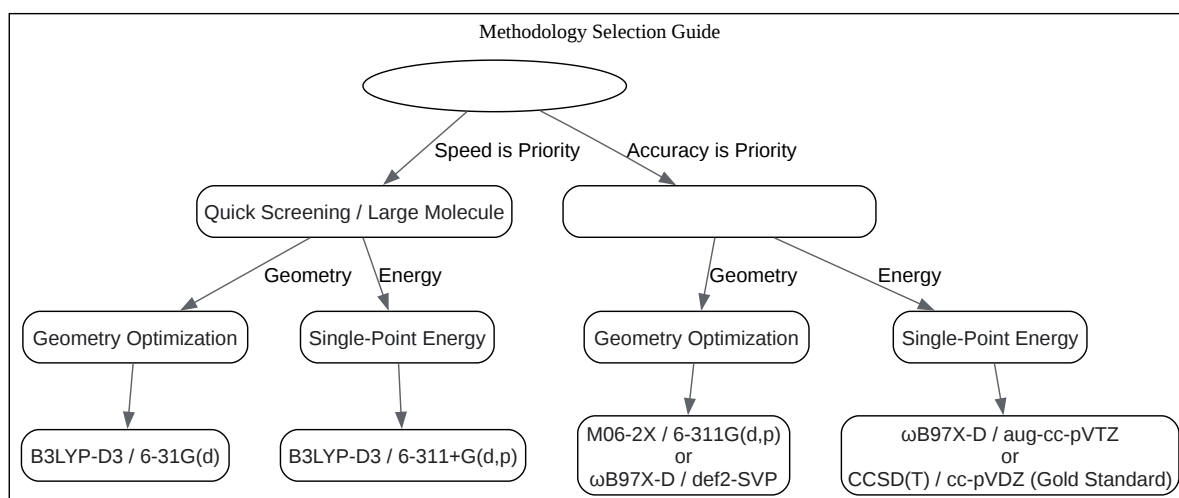 Methodology Selection Guide
Speed is Priority
Accuracy is Priority
Quick Screening / Large Molecule
Geometry
Energy
Geometry
Energy
Geometry Optimization
Single-Point Energy
Geometry Optimization
Single-Point Energy
B3LYP-D3 / 6-31G(d)
B3LYP-D3 / 6-311+G(d,p)
M06-2X / 6-311G(d,p)
or
ωB97X-D / def2-SVP
ωB97X-D / aug-cc-pVTZ
or
CCSD(T) / cc-pVDZ (Gold Standard)